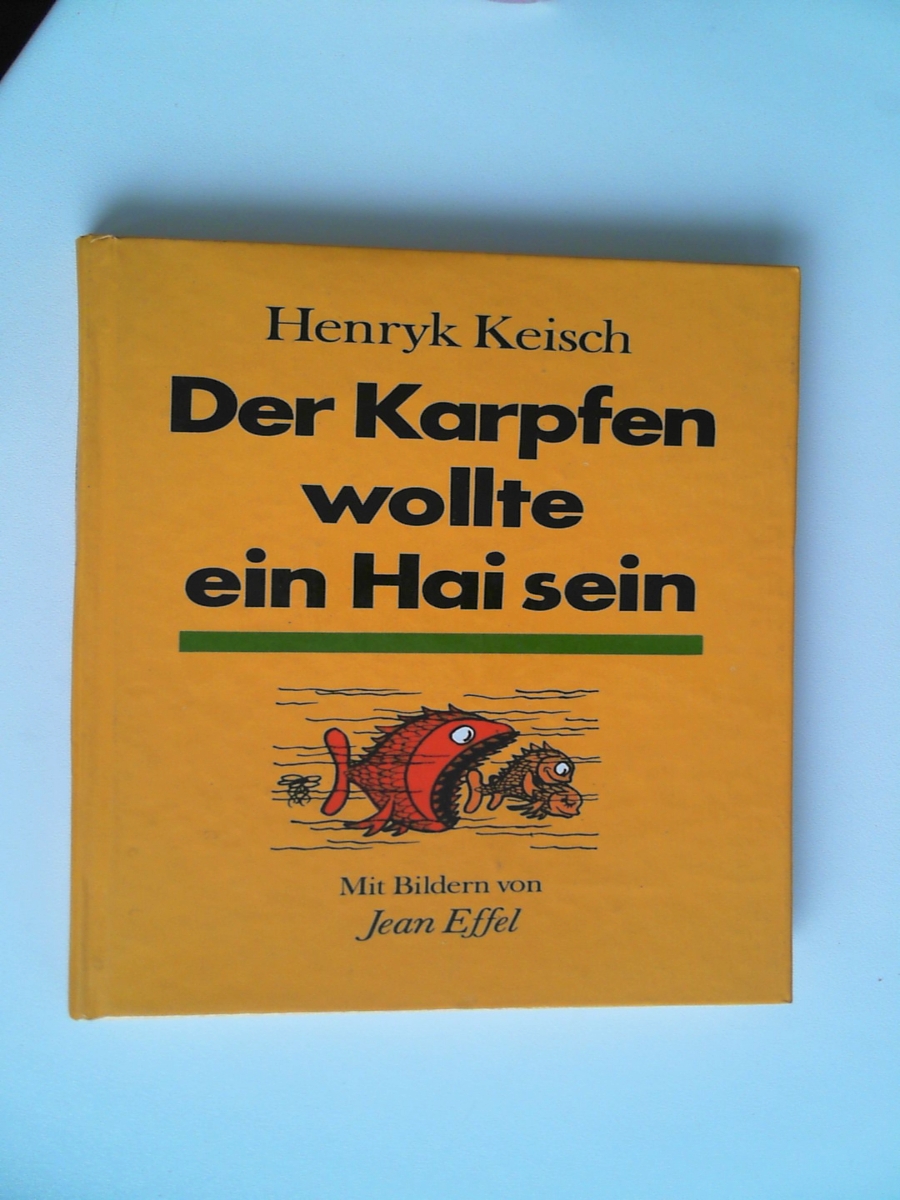 Henryk Keisch
Der Karpfen
wollte
ein Hai sein
Mit Bildern von
Jean Effel